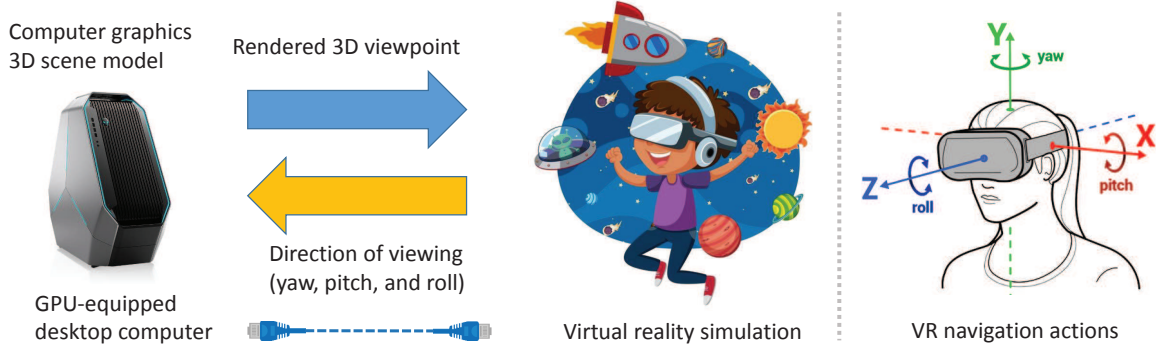 Computer graphics
3D scene model
Rendered 3D viewpoint
Direction of viewing
(yaw, pitch, and roll)
GPU-equipped
desktop computer
Virtual reality simulation
Y
yaw
X
pitch
Z
roll
VR navigation actions